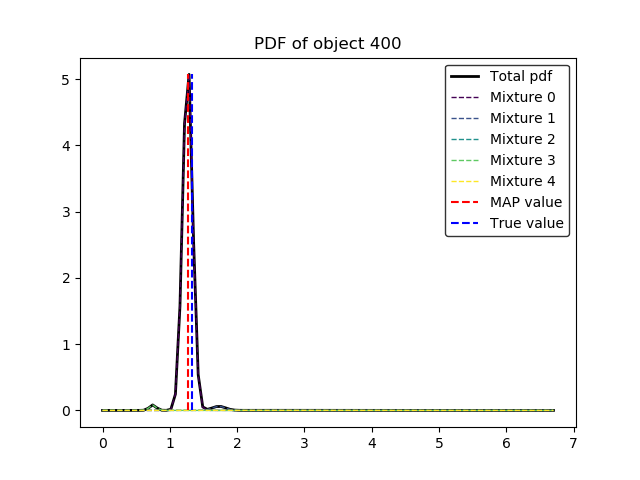 PDF of object 400
Total pdf
Mixture 0
Mixture 1
Mixture 2
Mixture 3
Mixture 4
MAP value
True value
5
4
3
2
1
0
0 1 2 3 4 5 6 7